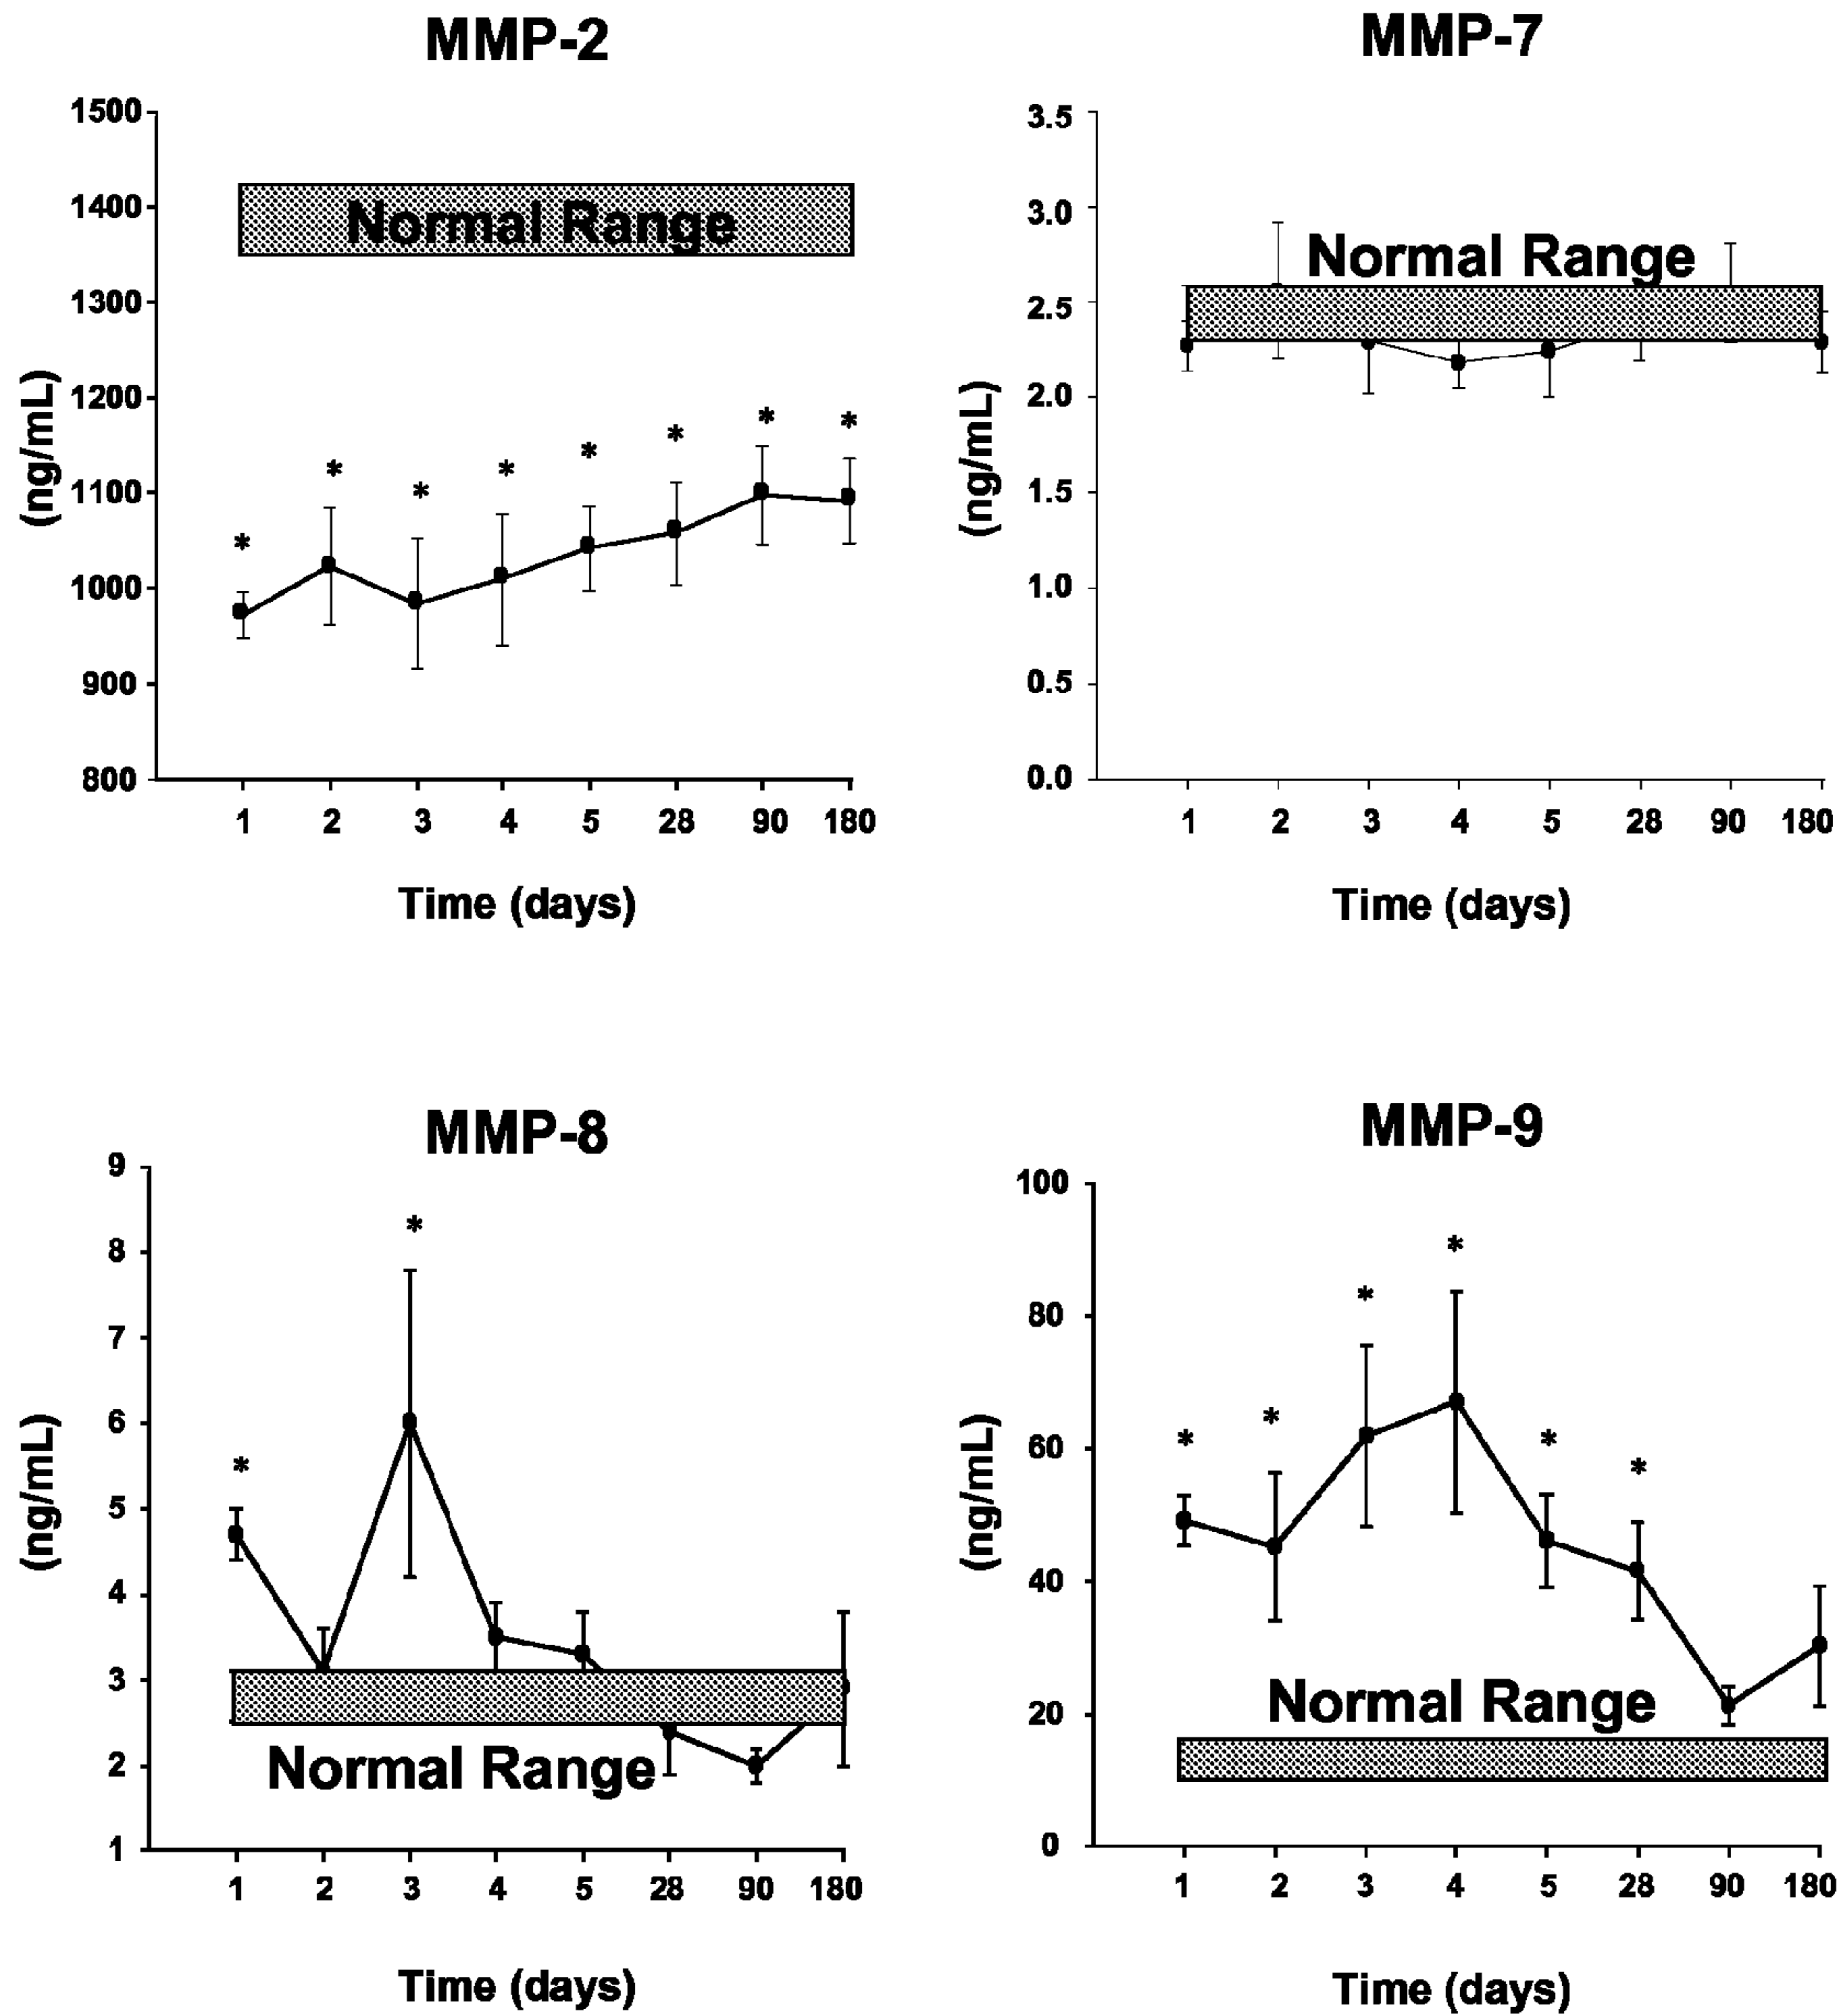 MMP-2
1500
1400
1300
1200
1100
1000
900
800
(ng/mL)
Normal Range
*
*
*
*
*
*
*
*
1 2 3 4 5 28 90 180
Time (days)
MMP-7
3.5
3.0
2.5
2.0
1.5
1.0
0.5
0.0
(ng/mL)
Normal Range
1 2 3 4 5 28 90 180
Time (days)
MMP-8
9
8
7
6
5
4
3
2
1
(ng/mL)
*
*
Normal Range
1 2 3 4 5 28 90 180
Time (days)
MMP-9
100
80
60
40
20
0
(ng/mL)
*
*
*
*
*
*
Normal Range
1 2 3 4 5 28 90 180
Time (days)